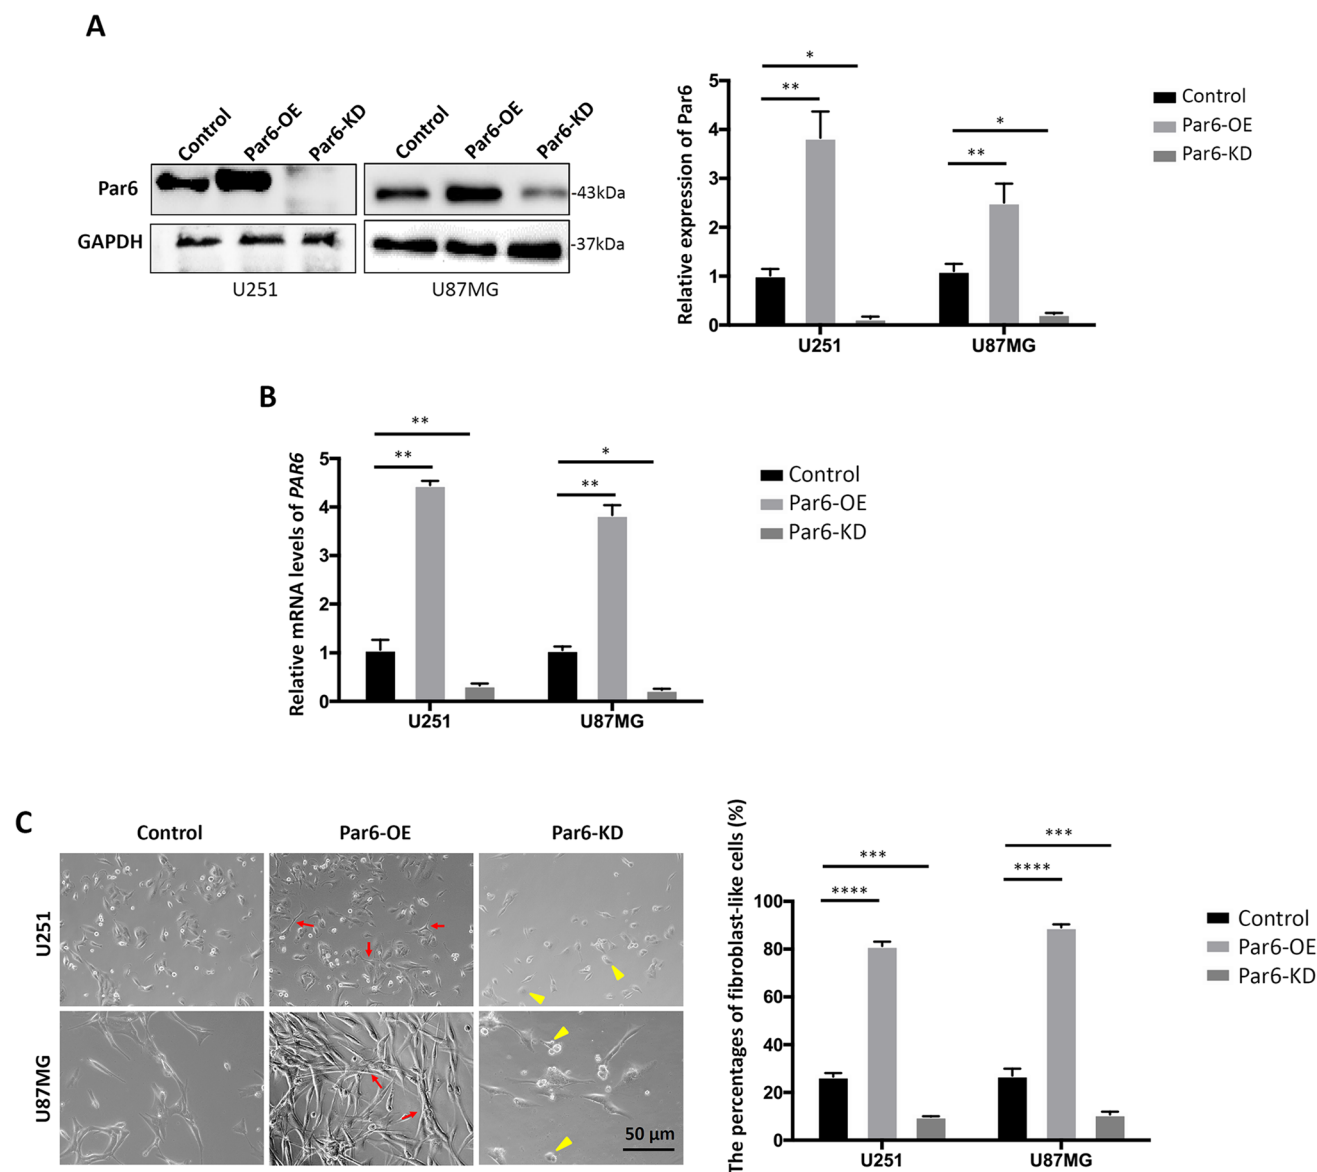 A
Control
Par6-OE
Par6-KD
Control
Par6-OE
Par6-KD
Par6
-43kDa
GAPDH
-37kDa
U251
U87MG
Relative expression of Par6
5
4
3
2
1
0
*
**
*
**
U251
U87MG
Control
Par6-OE
Par6-KD
B
Relative mRNA levels of PAR6
5
4
3
2
1
0
**
**
*
**
U251
U87MG
Control
Par6-OE
Par6-KD
C
Control
Par6-OE
Par6-KD
U251
U87MG
50 µm
The percentages of fibroblast-like cells (%)
100
80
60
40
20
0
***
****
***
****
U251
U87MG
Control
Par6-OE
Par6-KD